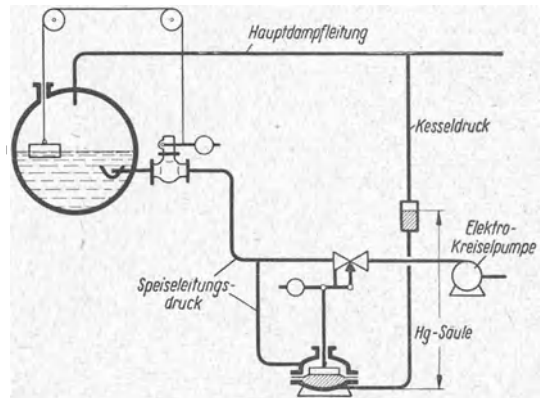 Hauptdampfleitung
Kesseldruck
Elektro-
Kreiselpumpe
Speiseleitungs-
druck
Hg-Säule